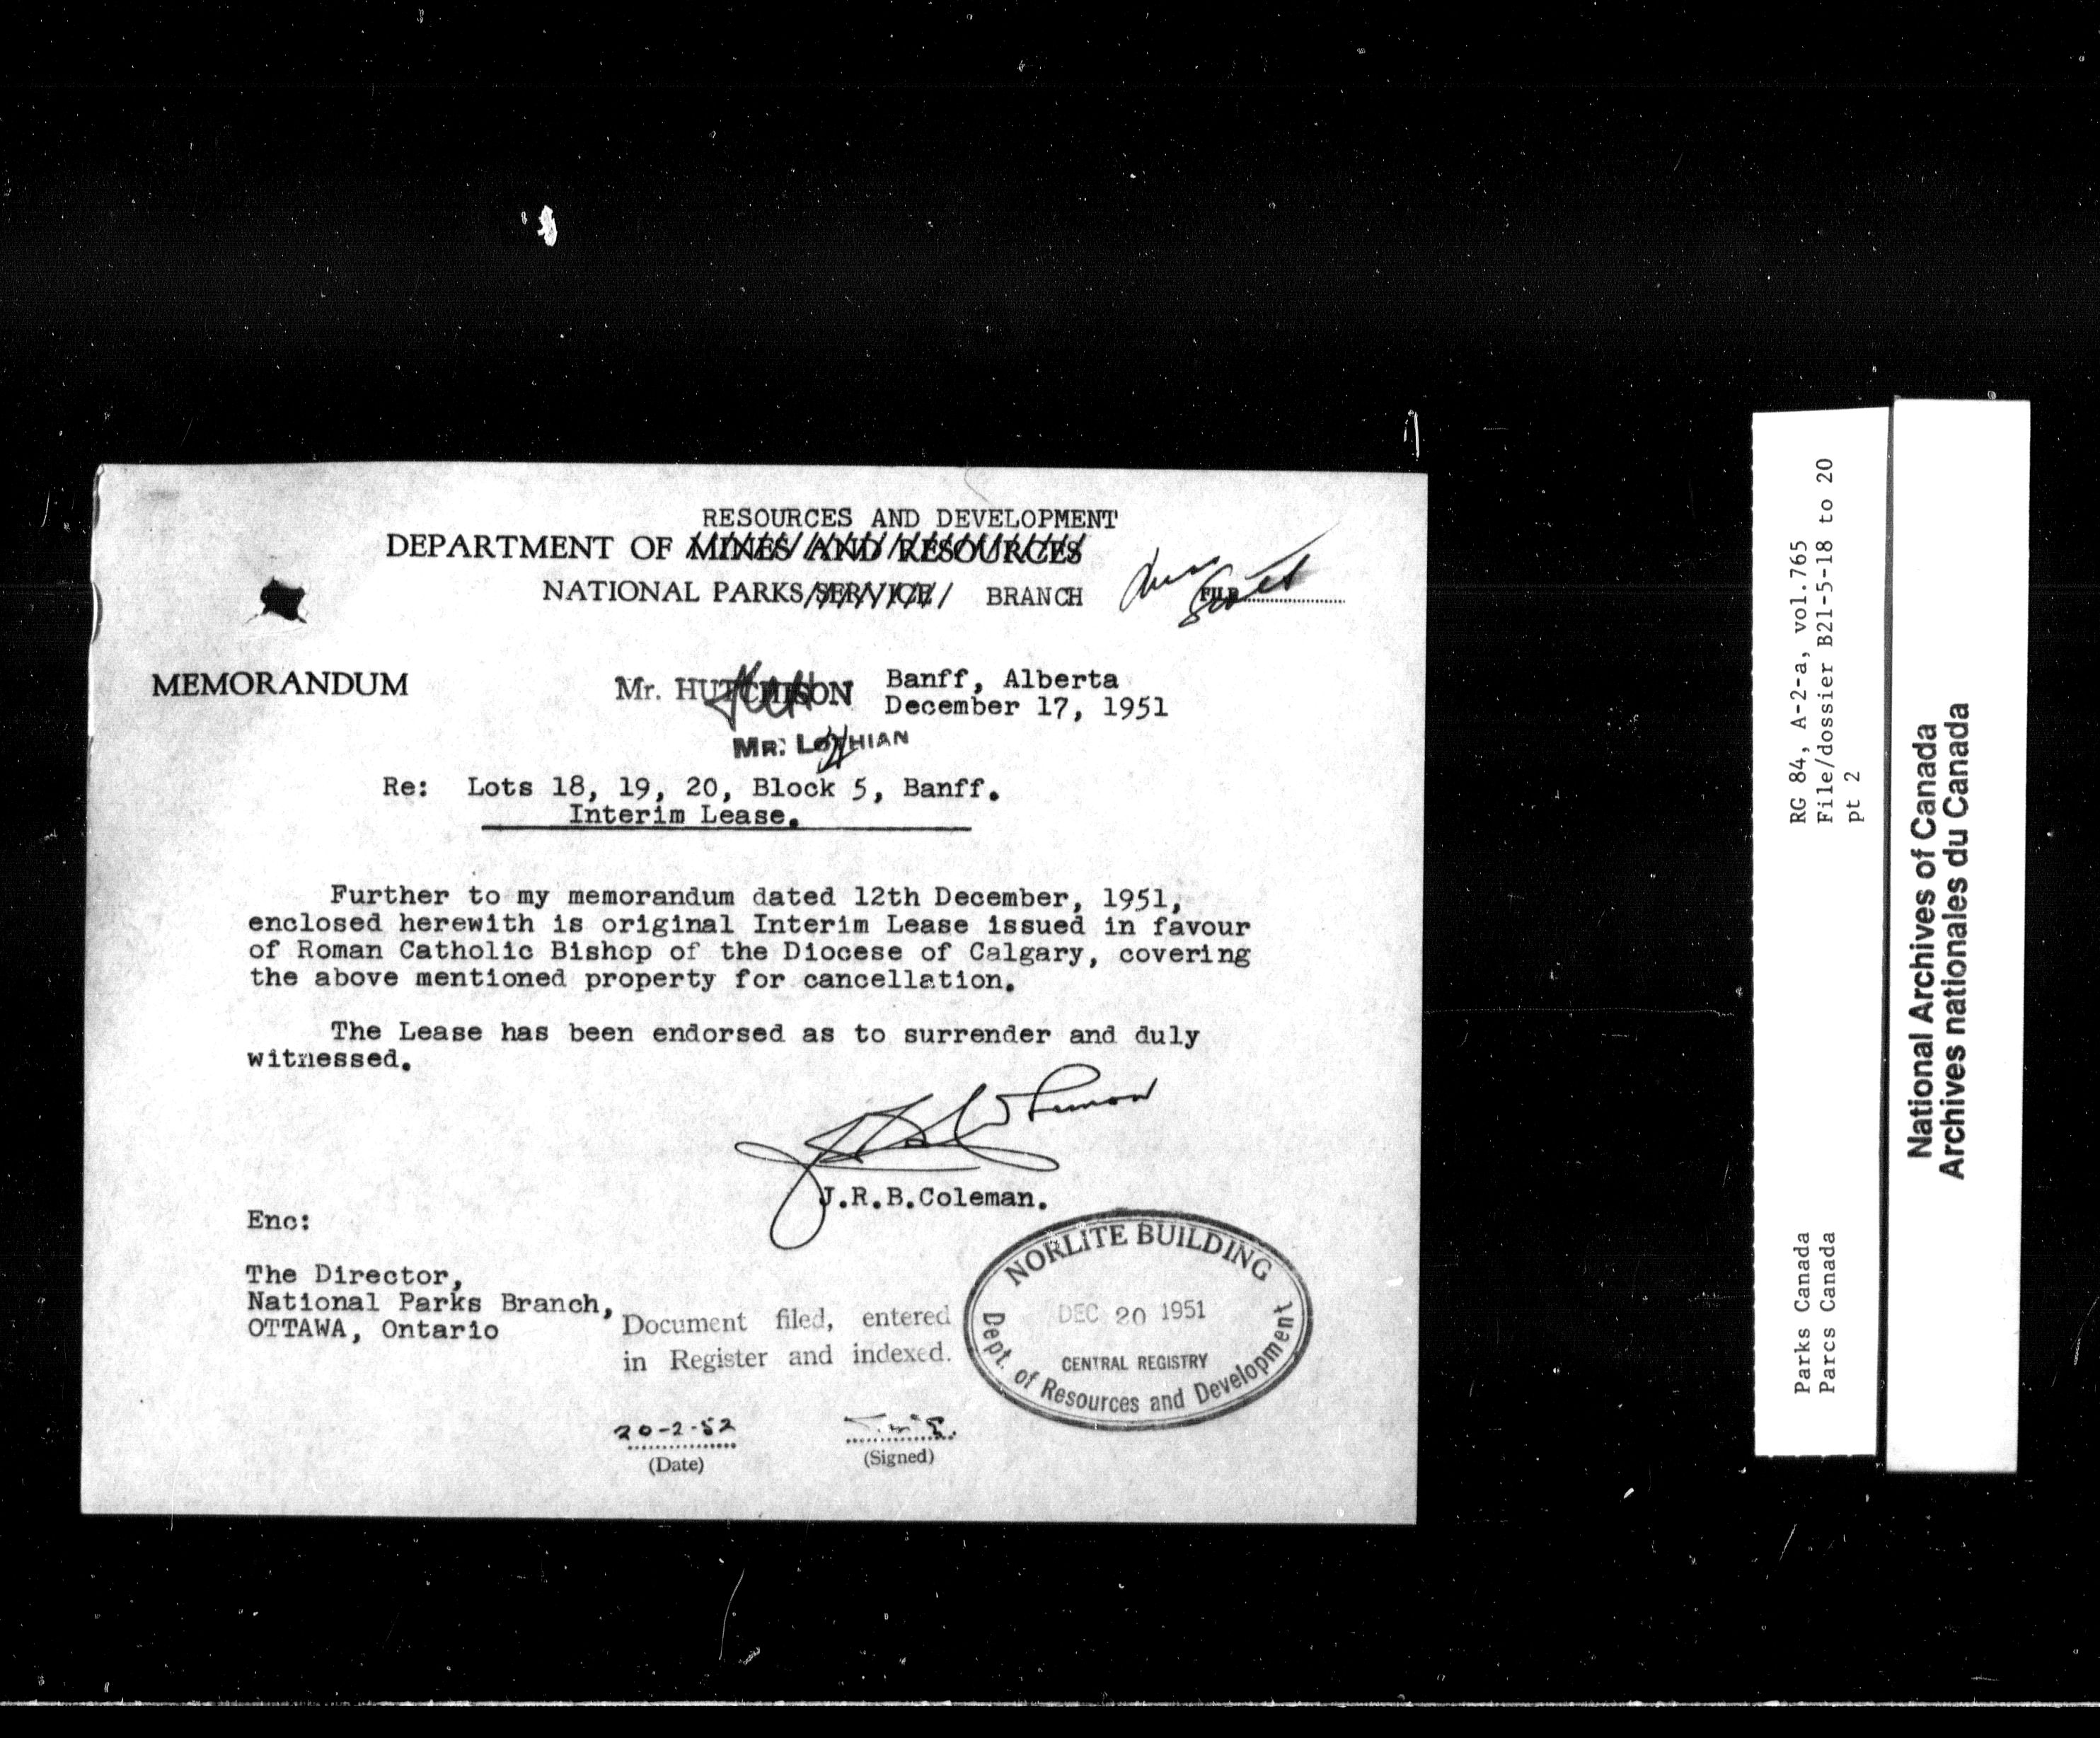 RESOURCES AND DEVELOPMENT
DEPARTMENT OF MINES AND RESOURCES
NATIONAL PARKS SERVICE BRANCH
FILE
MEMORANDUM
Mr. HUTCHISON
Banff, Alberta
December 17, 1951
MR. LOTHIAN
Re: Lots 18, 19, 20, Block 5, Banff.
Interim Lease.
Further to my memorandum dated 12th December, 1951,
enclosed herewith is original Interim Lease issued in favour
of Roman Catholic Bishop of the Diocese of Calgary, covering
the above mentioned property for cancellation.
The Lease has been endorsed as to surrender and duly
witnessed.
J.R.B.Coleman.
Enc:
The Director,
National Parks Branch,
OTTAWA, Ontario
Document filed, entered
in Register and indexed.
20-2-52
(Date)
(Signed)
NORLITE BUILDING
DEC 20 1951
CENTRAL REGISTRY
Dept. of Resources and Development
RG 84, A-2-a, vol.765
File/dossier B21-5-18 to 20
pt 2
Parks Canada
Parcs Canada
National Archives of Canada
Archives nationales du Canada